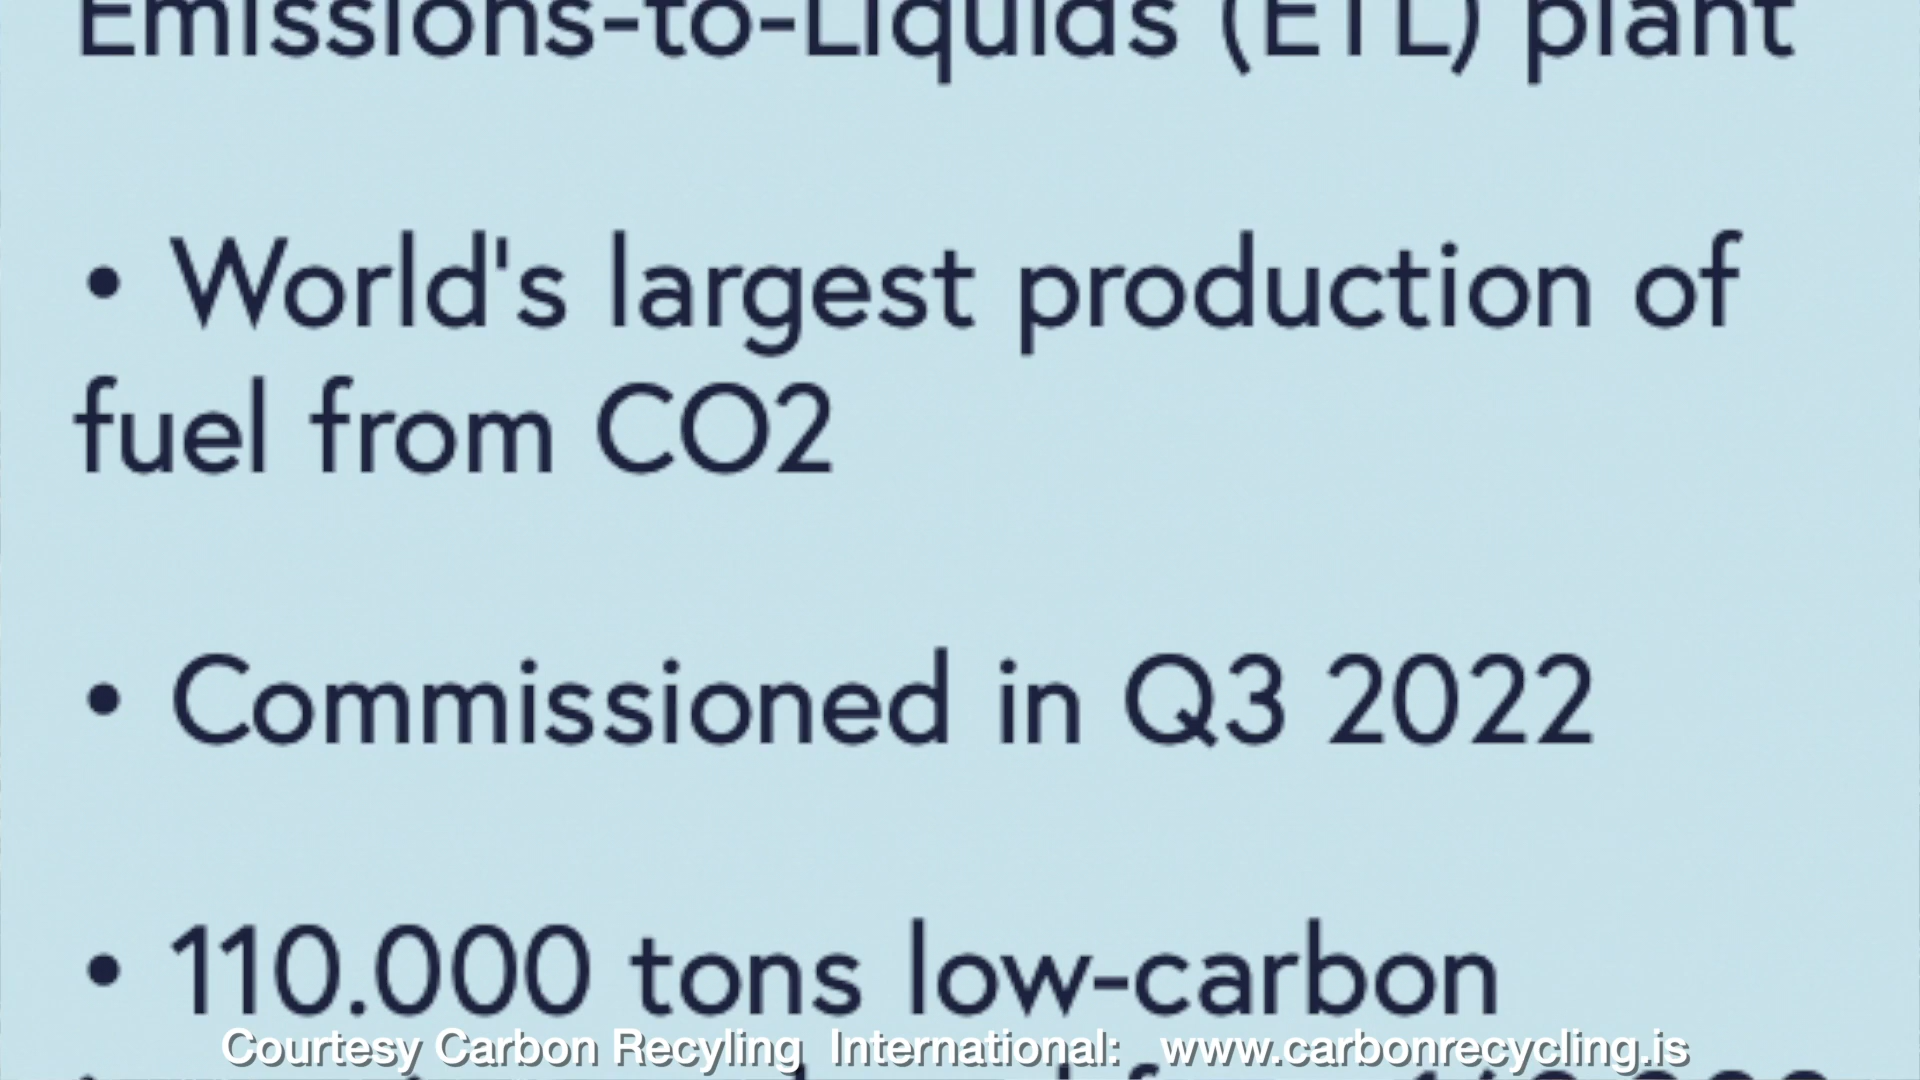 Emissions-to-Liquids (ETL) plant
• World's largest production of
fuel from CO2
• Commissioned in Q3 2022
• 110.000 tons low-carbon
Courtesy Carbon Recyling International: www.carbonrecycling.is